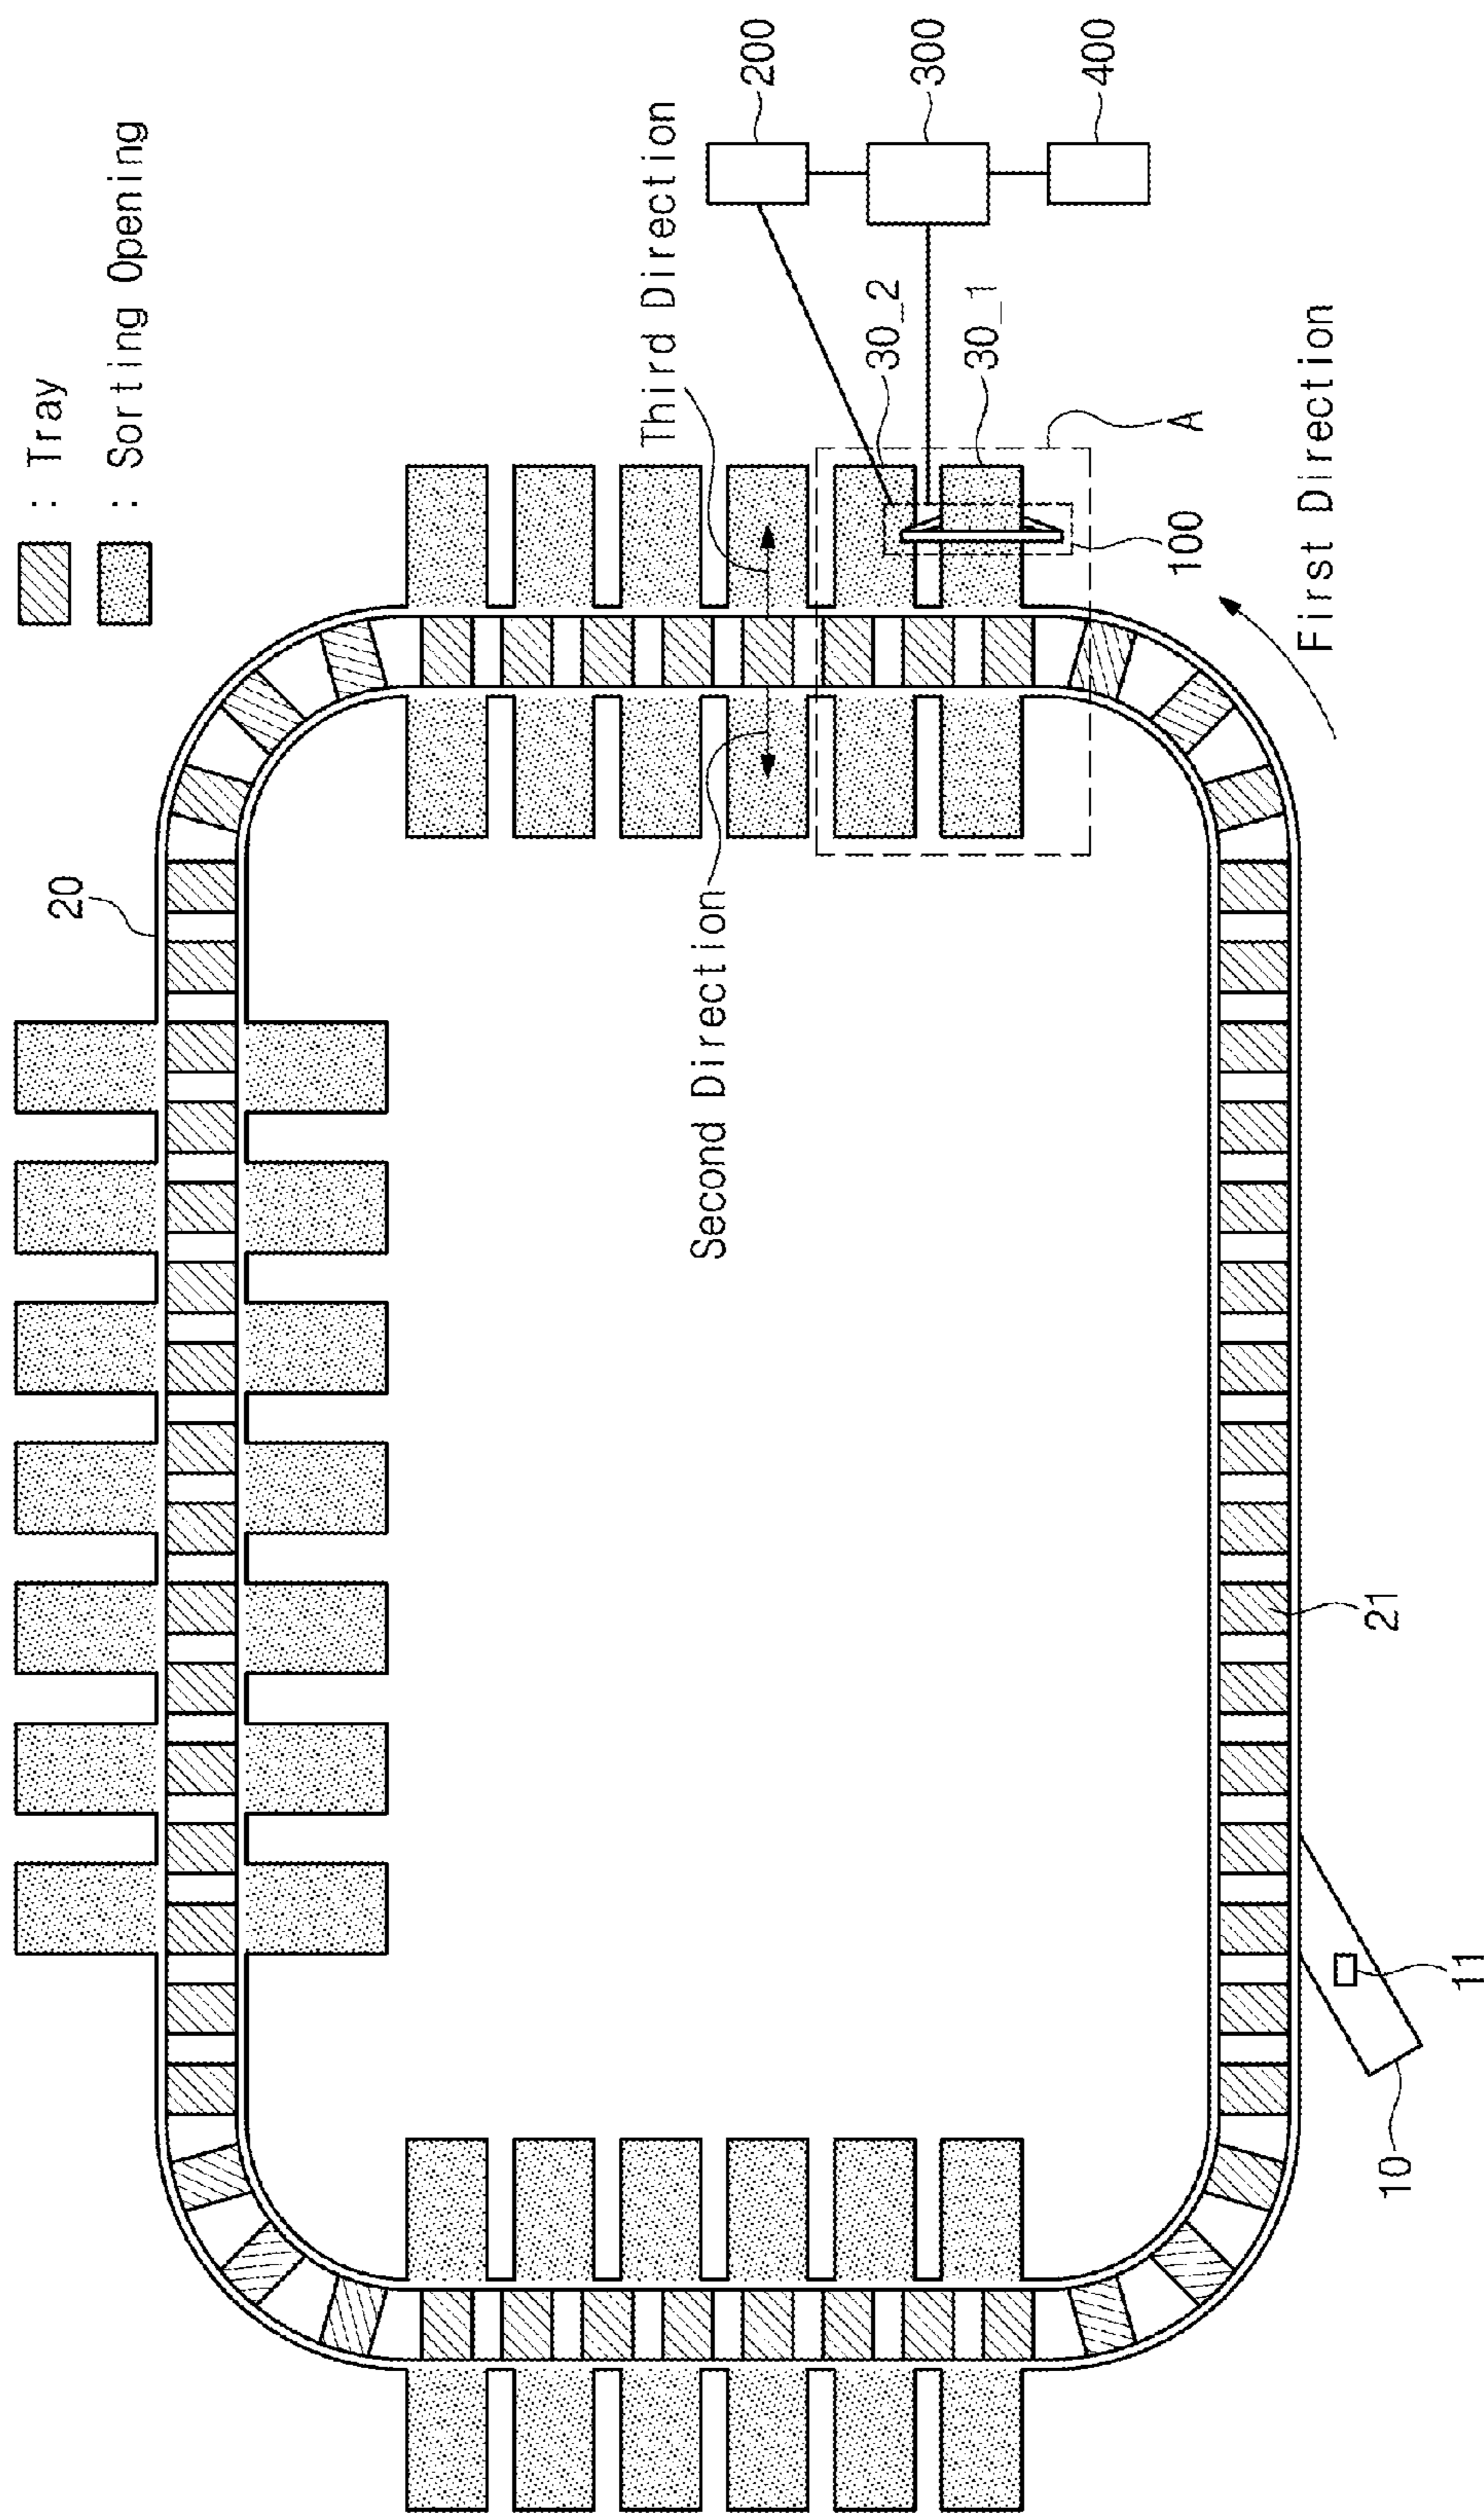 : Tray
: Sorting Opening
20
Second Direction
Third Direction
200
300
400
30_2
30_1
A
100
First Direction
21
11
10